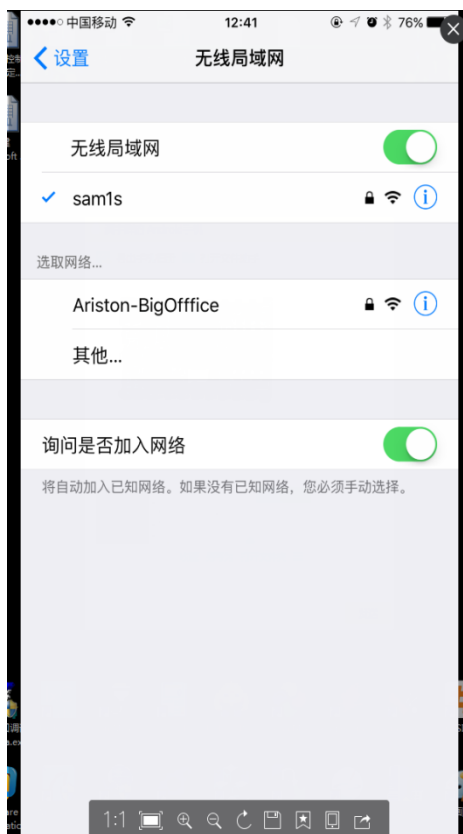 中国移动 12:41 76%
设置 无线局域网
无线局域网
sam1s
选取网络...
Ariston-BigOfffice
其他...
询问是否加入网络
将自动加入已知网络。如果没有已知网络，您必须手动选择。
1:1